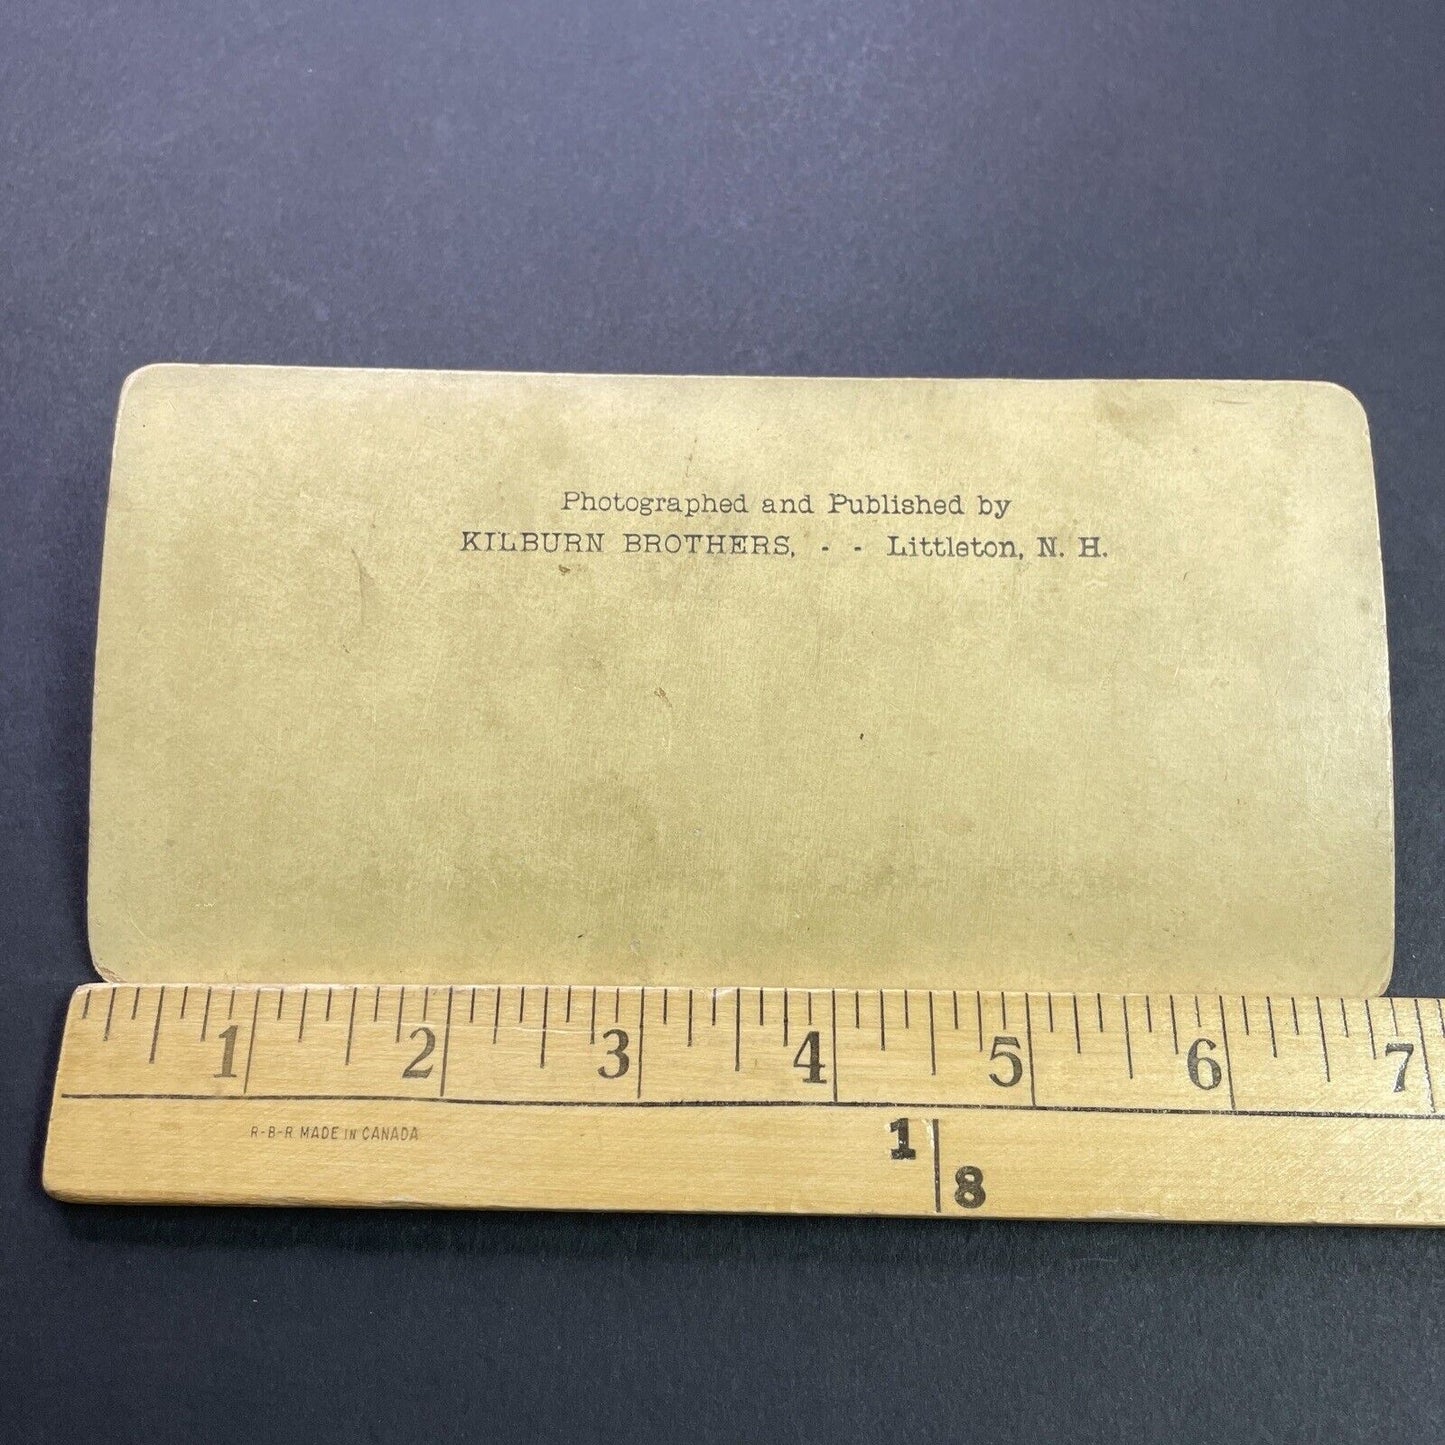 Photographed and Published by
KILBURN BROTHERS, - - Littleton, N. H.
1 2 3 4 5 6 7
R-B-R MADE IN CANADA
1
8